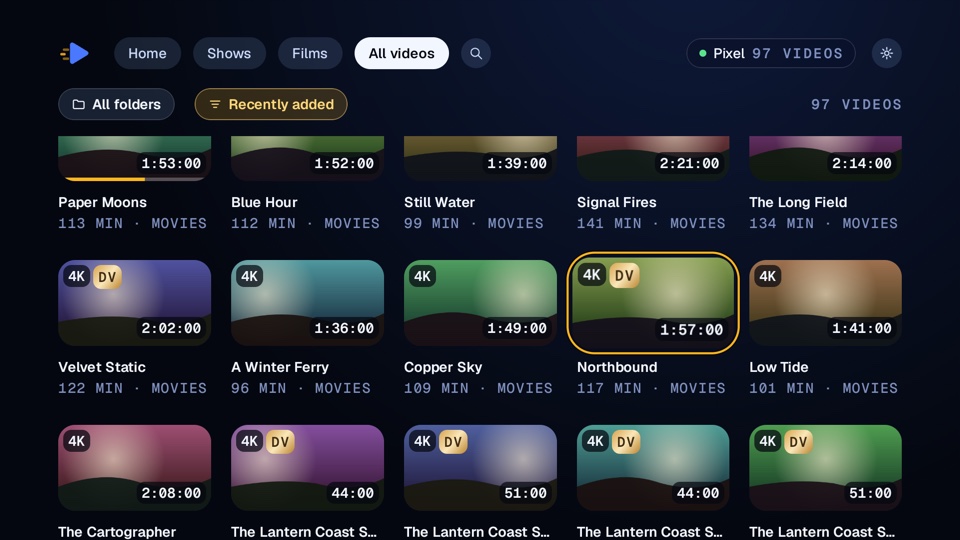 Home Shows Films All videos Pixel 97 VIDEOS
All folders Recently added 97 VIDEOS
1:53:00 1:52:00 1:39:00 2:21:00 2:14:00
Paper Moons Blue Hour Still Water Signal Fires The Long Field
113 MIN · MOVIES 112 MIN · MOVIES 99 MIN · MOVIES 141 MIN · MOVIES 134 MIN · MOVIES
4K DV 4K 4K 4K DV 4K
2:02:00 1:36:00 1:49:00 1:57:00 1:41:00
Velvet Static A Winter Ferry Copper Sky Northbound Low Tide
122 MIN · MOVIES 96 MIN · MOVIES 109 MIN · MOVIES 117 MIN · MOVIES 101 MIN · MOVIES
4K 4K DV 4K DV 4K DV 4K DV
2:08:00 44:00 51:00 44:00 51:00
The Cartographer The Lantern Coast S… The Lantern Coast S… The Lantern Coast S… The Lantern Coast S…